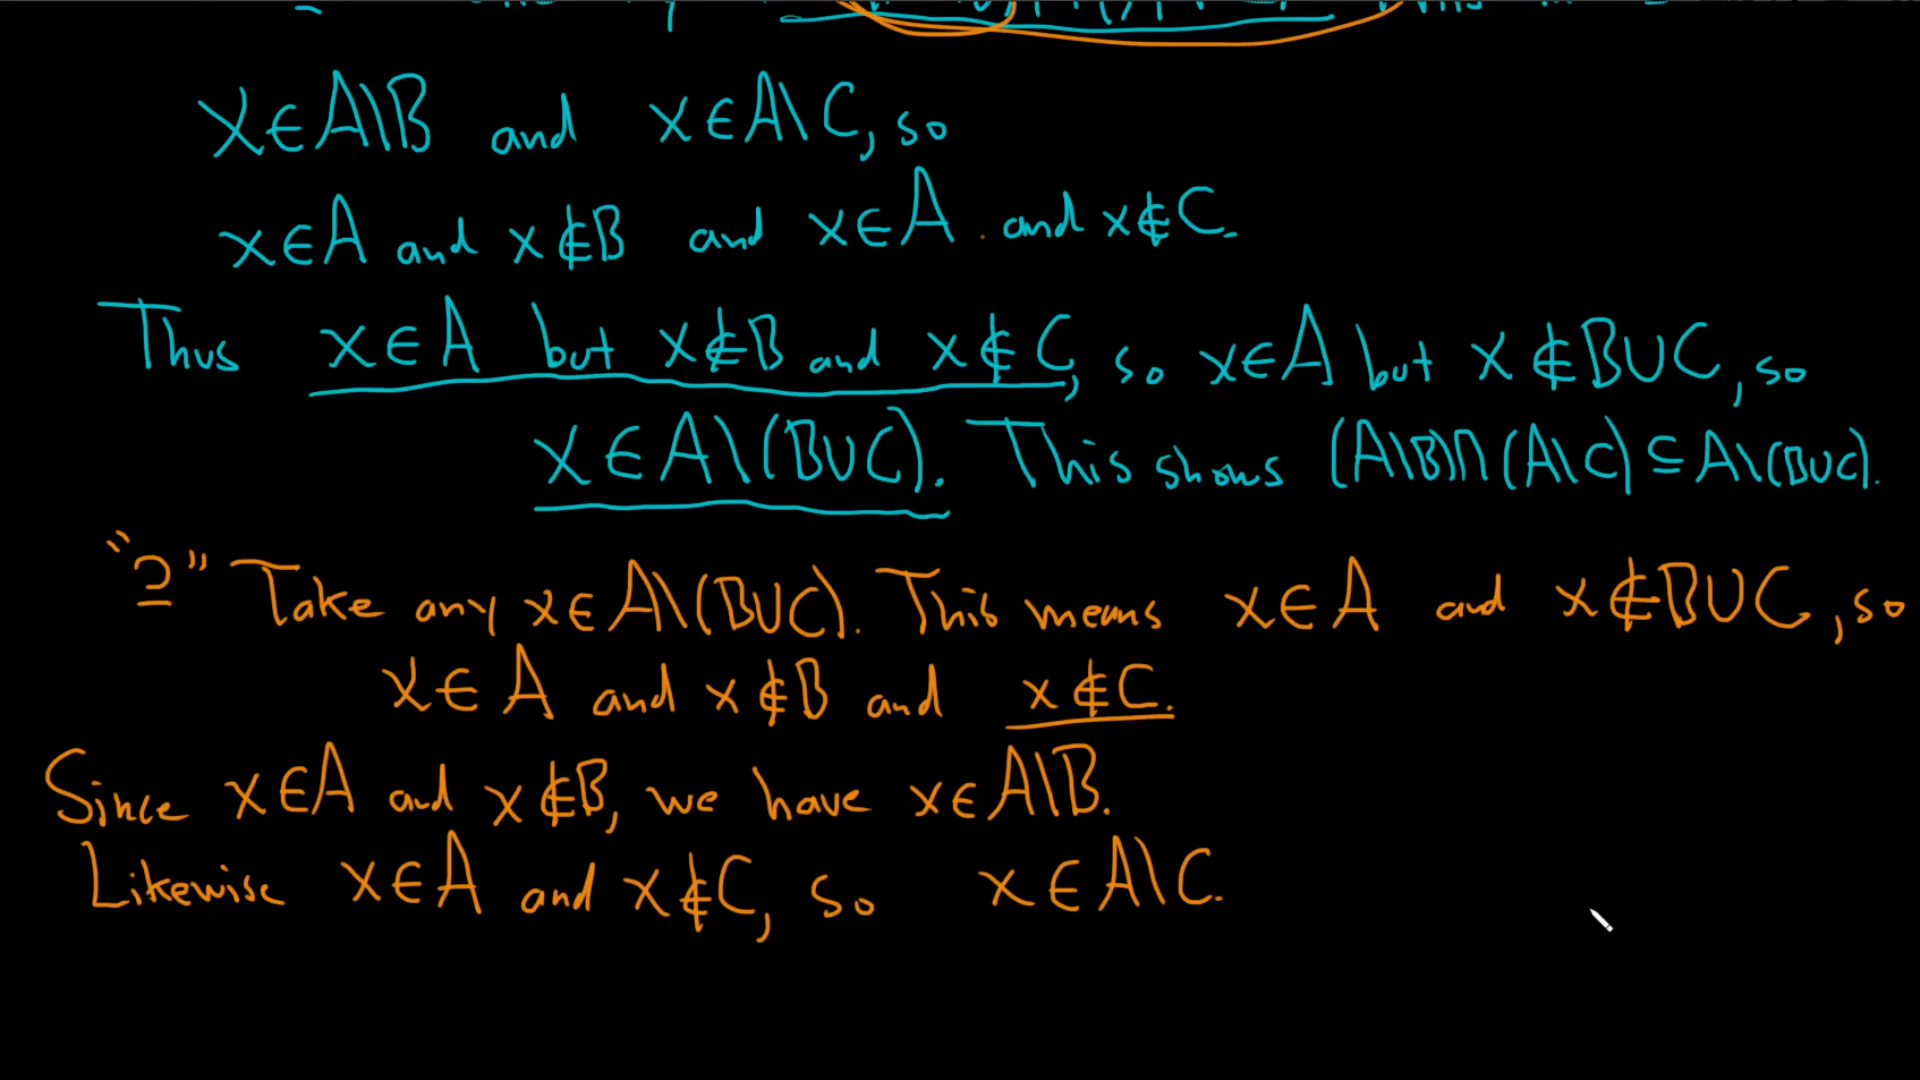 x∈A\B and x∈A\C, so
x∈A and x∉B and x∈A and x∉C.
Thus x∈A but x∉B and x∉C, so x∈A but x∉B∪C, so
x∈A\(B∪C). This shows (A\B)∩(A\C)⊆A\(B∪C).
"⊇" Take any x∈A\(B∪C). This means x∈A and x∉B∪C, so
x∈A and x∉B and x∉C.
Since x∈A and x∉B, we have x∈A\B.
Likewise x∈A and x∉C, so x∈A\C.